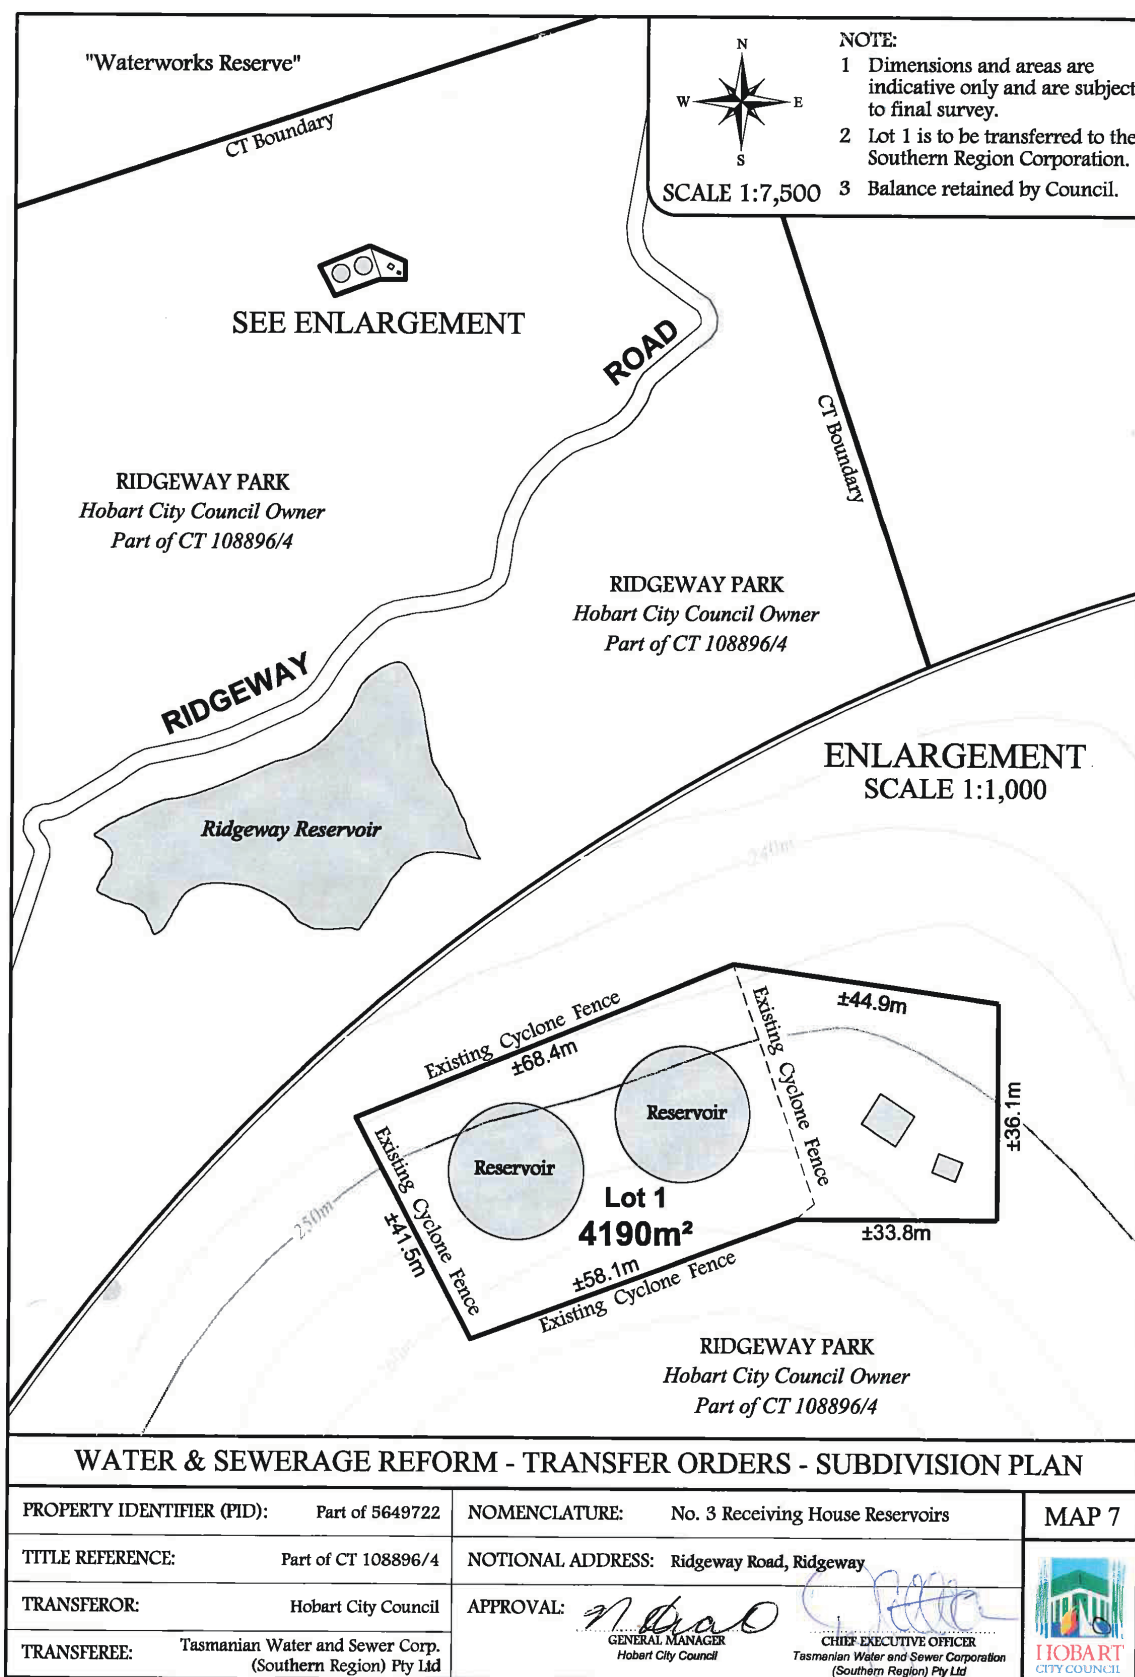 "Waterworks Reserve"
CT Boundary
N
W
E
S
SCALE 1:7,500
NOTE:
1 Dimensions and areas are
indicative only and are subject
to final survey.
2 Lot 1 is to be transferred to the
Southern Region Corporation.
3 Balance retained by Council.
SEE ENLARGEMENT
ROAD
CT Boundary
RIDGEWAY PARK
Hobart City Council Owner
Part of CT 108896/4
RIDGEWAY PARK
Hobart City Council Owner
Part of CT 108896/4
RIDGEWAY
Ridgeway Reservoir
ENLARGEMENT
SCALE 1:1,000
240m
Existing Cyclone Fence
±68.4m
Existing Cyclone Fence
±44.9m
±36.1m
Reservoir
Reservoir
Existing Cyclone Fence
±41.5m
250m
Lot 1
4190m²
±33.8m
±58.1m
Existing Cyclone Fence
RIDGEWAY PARK
Hobart City Council Owner
Part of CT 108896/4
WATER & SEWERAGE REFORM - TRANSFER ORDERS - SUBDIVISION PLAN
PROPERTY IDENTIFIER (PID): Part of 5649722
NOMENCLATURE: No. 3 Receiving House Reservoirs
MAP 7
TITLE REFERENCE: Part of CT 108896/4
NOTIONAL ADDRESS: Ridgeway Road, Ridgeway
TRANSFEROR: Hobart City Council
APPROVAL:
GENERAL MANAGER
Hobart City Council
CHIEF EXECUTIVE OFFICER
Tasmanian Water and Sewer Corporation
(Southern Region) Pty Ltd
TRANSFEREE: Tasmanian Water and Sewer Corp.
(Southern Region) Pty Ltd
HOBART
CITY COUNCIL